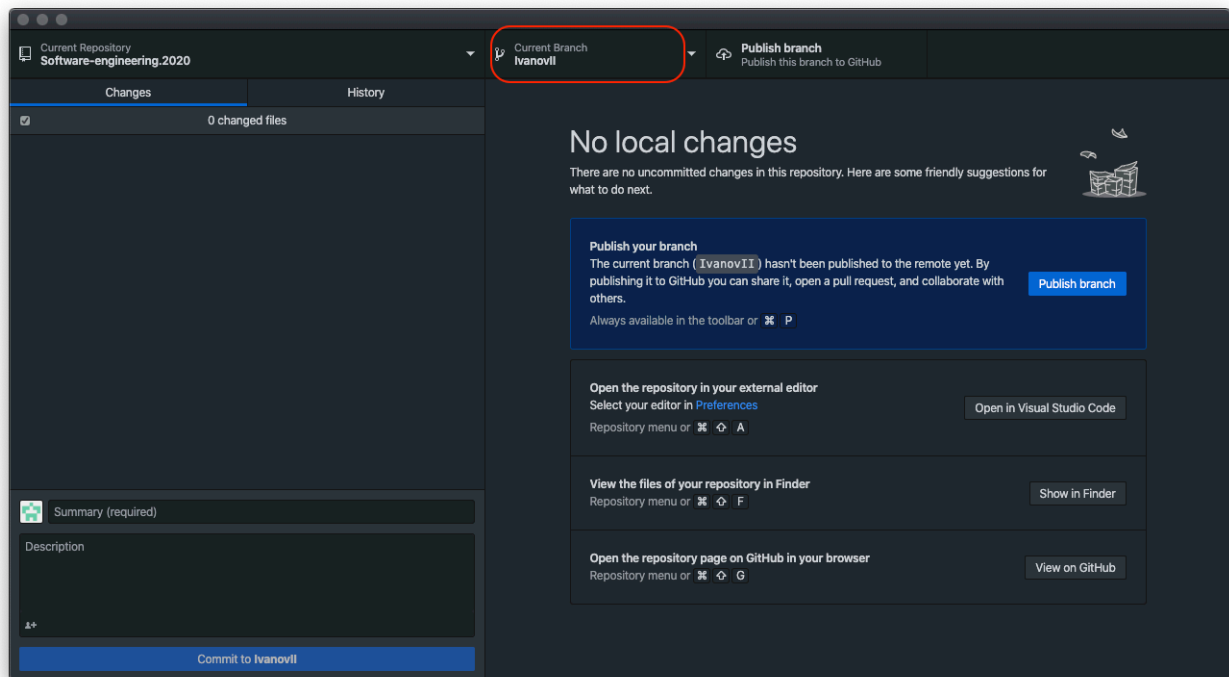 Current Repository
Software-engineering.2020
Current Branch
IvanovII
Publish branch
Publish this branch to GitHub
Changes
History
0 changed files
No local changes
There are no uncommitted changes in this repository. Here are some friendly suggestions for
what to do next.
Publish your branch
The current branch ( IvanovII ) hasn't been published to the remote yet. By
publishing it to GitHub you can share it, open a pull request, and collaborate with
others.
Always available in the toolbar or ⌘ P
Publish branch
Open the repository in your external editor
Select your editor in Preferences
Repository menu or ⌘ ⇧ A
Open in Visual Studio Code
View the files of your repository in Finder
Repository menu or ⌘ ⇧ F
Show in Finder
Open the repository page on GitHub in your browser
Repository menu or ⌘ ⇧ G
View on GitHub
Summary (required)
Description
Commit to IvanovII